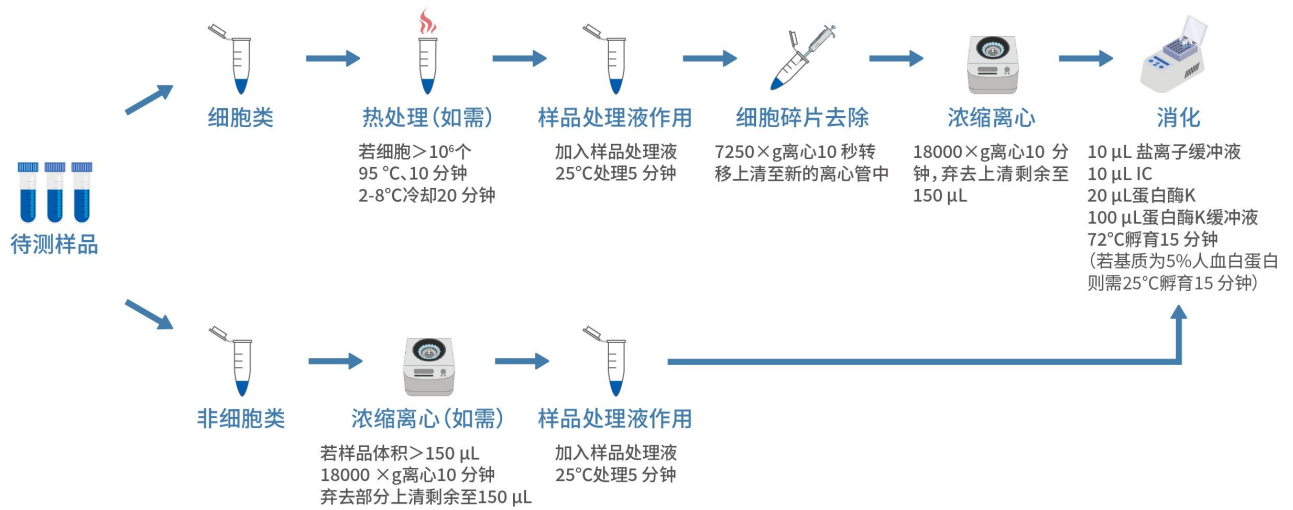 待测样品
细胞类
热处理(如需)
若细胞＞10⁶个
95 ℃、10 分钟
2-8℃冷却20 分钟
样品处理液作用
加入样品处理液
25℃处理5 分钟
细胞碎片去除
7250×g离心10 秒转
移上清至新的离心管中
浓缩离心
18000×g离心10 分
钟，弃去上清剩余至
150 μL
消化
10 μL 盐离子缓冲液
10 μL IC
20 μL蛋白酶K
100 μL蛋白酶K缓冲液
72℃孵育15 分钟
(若基质为5%人血白蛋白
则需25℃孵育15 分钟)
非细胞类
浓缩离心(如需)
若样品体积＞150 μL
18000 ×g离心10 分钟
弃去部分上清剩余至150 μL
样品处理液作用
加入样品处理液
25℃处理5 分钟